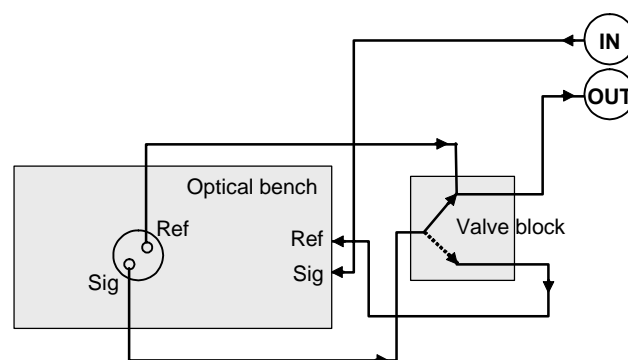 IN
OUT
Optical bench
Ref
Valve block
Ref
Sig
Sig